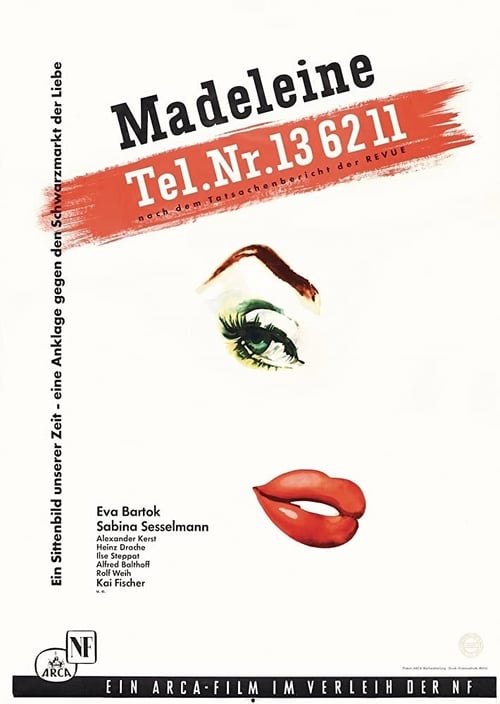 Madeleine
Tel.Nr.13 62 11
nach dem Tatsachenbericht der REVUE
Ein Sittenbild unserer Zeit - eine Anklage gegen den Schwarzmarkt der Liebe
Eva Bartok
Sabina Sesselmann
Alexander Kerst
Heinz Drache
Ilse Steppat
Alfred Balthoff
Rolf Weih
Kai Fischer
u. a.
NF
ARCA
EIN ARCA-FILM IM VERLEIH DER NF